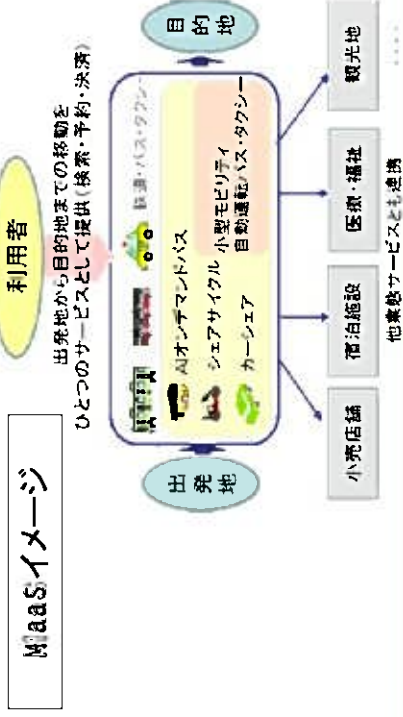 MaaSイメージ
利用者
出発地から目的地までの移動を
ひとつのサービスとして提供(検索・予約・決済)
出発地
目的地
鉄道・バス・タクシー
AIオンデマンドバス
シェアサイクル
カーシェア
小型モビリティ
自動運転バス・タクシー
小売店舗
宿泊施設
医療・福祉
観光地
‥‥
他業態サービスとも連携